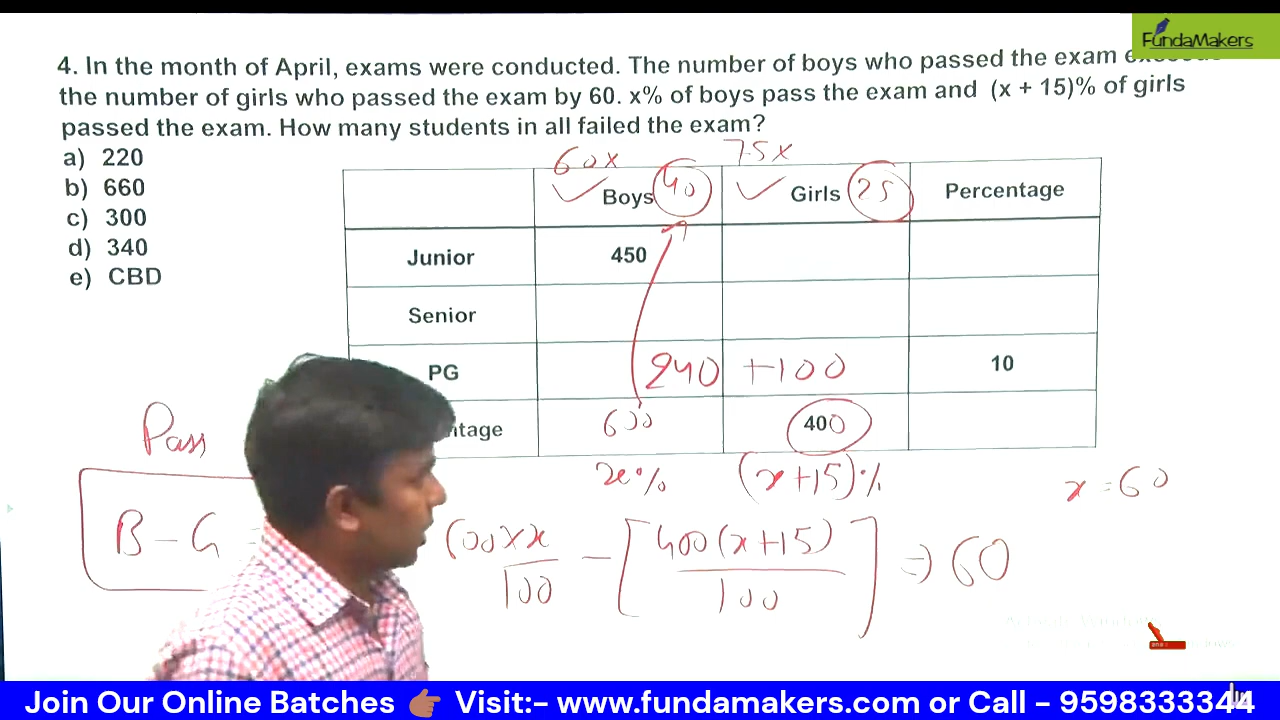 FundaMakers
4. In the month of April, exams were conducted. The number of boys who passed the exam
the number of girls who passed the exam by 60. x% of boys pass the exam and (x + 15)% of girls
passed the exam. How many students in all failed the exam?
a) 220
b) 660
c) 300
d) 340
e) CBD
60x 75x
Boys 40 Girls 25 Percentage
Junior 450
Senior
PG 240 +100 10
ntage 600 400
x% (x+15)% x = 60
Pass
B - G
600×x/100 - [400(x+15)/100] ⇒ 60
Join Our Online Batches 👉🏽 Visit:- www.fundamakers.com or Call - 9598333344